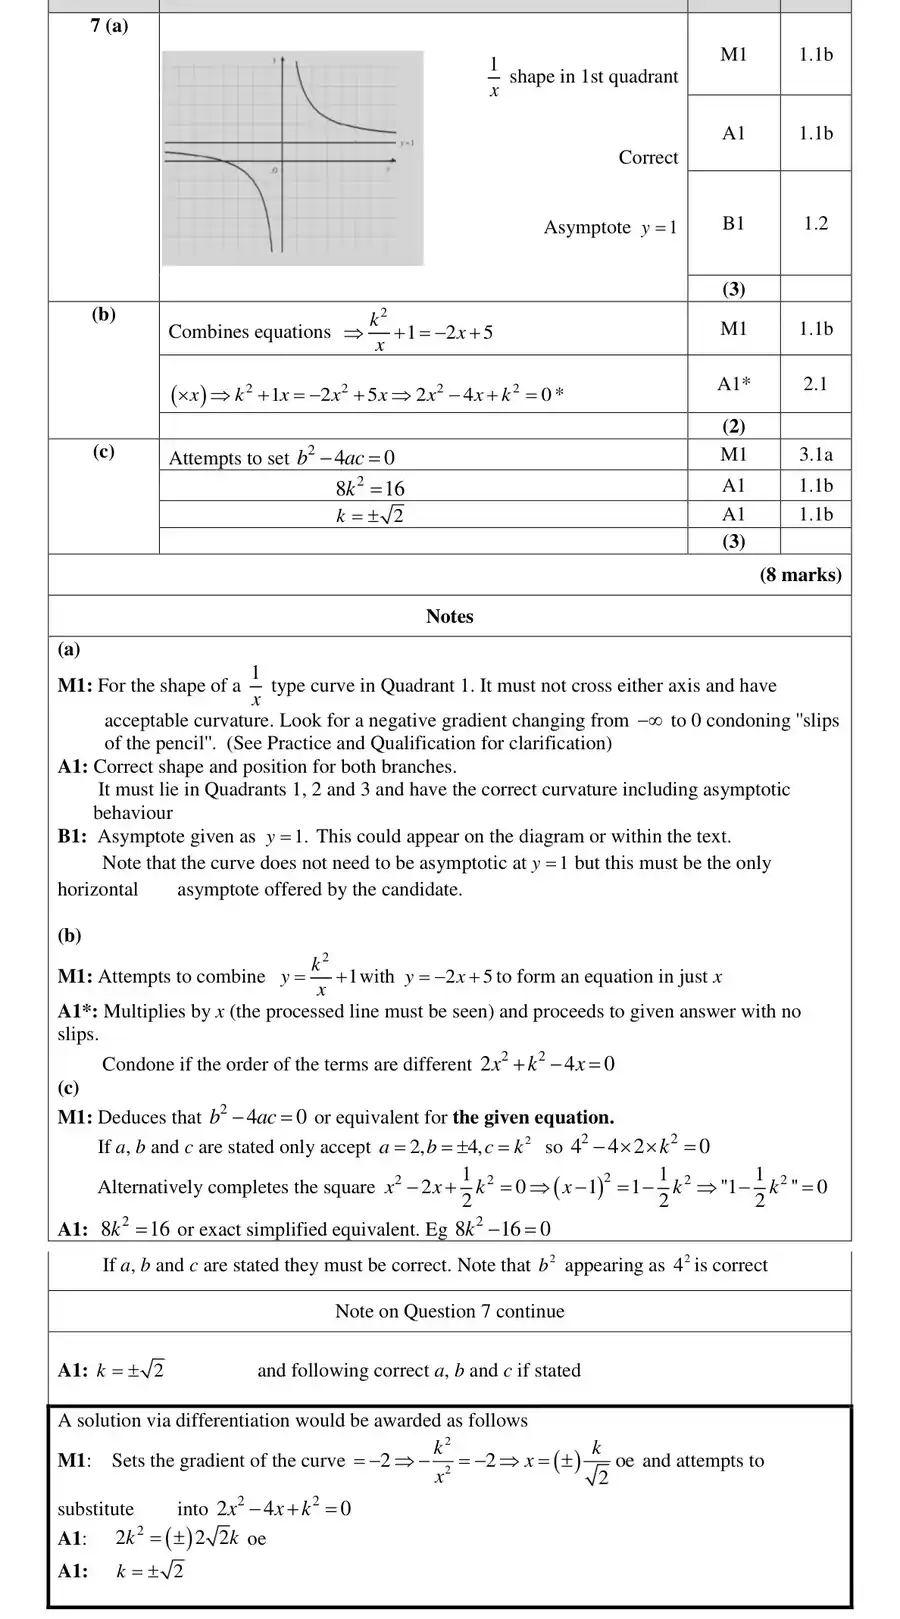 7 (a)
y
y=1
O
x
1/x shape in 1st quadrant
M1 1.1b
Correct
A1 1.1b
Asymptote y = 1
B1 1.2
(3)
(b)
Combines equations ⇒ k²/x + 1 = −2x + 5
M1 1.1b
(×x) ⇒ k² + 1x = −2x² + 5x ⇒ 2x² − 4x + k² = 0 *
A1* 2.1
(2)
(c)
Attempts to set b² − 4ac = 0
M1 3.1a
8k² = 16
A1 1.1b
k = ±√2
A1 1.1b
(3)
(8 marks)
Notes
(a)
M1: For the shape of a 1/x type curve in Quadrant 1. It must not cross either axis and have
acceptable curvature. Look for a negative gradient changing from −∞ to 0 condoning "slips
of the pencil". (See Practice and Qualification for clarification)
A1: Correct shape and position for both branches.
It must lie in Quadrants 1, 2 and 3 and have the correct curvature including asymptotic
behaviour
B1: Asymptote given as y = 1. This could appear on the diagram or within the text.
Note that the curve does not need to be asymptotic at y = 1 but this must be the only
horizontal asymptote offered by the candidate.
(b)
M1: Attempts to combine y = k²/x + 1 with y = −2x + 5 to form an equation in just x
A1*: Multiplies by x (the processed line must be seen) and proceeds to given answer with no
slips.
Condone if the order of the terms are different 2x² + k² − 4x = 0
(c)
M1: Deduces that b² − 4ac = 0 or equivalent for the given equation.
If a, b and c are stated only accept a = 2, b = ±4, c = k² so 4² − 4×2×k² = 0
Alternatively completes the square x² − 2x + 1/2 k² = 0 ⇒ (x − 1)² = 1 − 1/2 k² ⇒ "1 − 1/2 k²" = 0
A1: 8k² = 16 or exact simplified equivalent. Eg 8k² − 16 = 0
If a, b and c are stated they must be correct. Note that b² appearing as 4² is correct
Note on Question 7 continue
A1: k = ±√2 and following correct a, b and c if stated
A solution via differentiation would be awarded as follows
M1: Sets the gradient of the curve = −2 ⇒ −k²/x² = −2 ⇒ x = (±) k/√2 oe and attempts to
substitute into 2x² − 4x + k² = 0
A1: 2k² = (±)2√2k oe
A1: k = ±√2